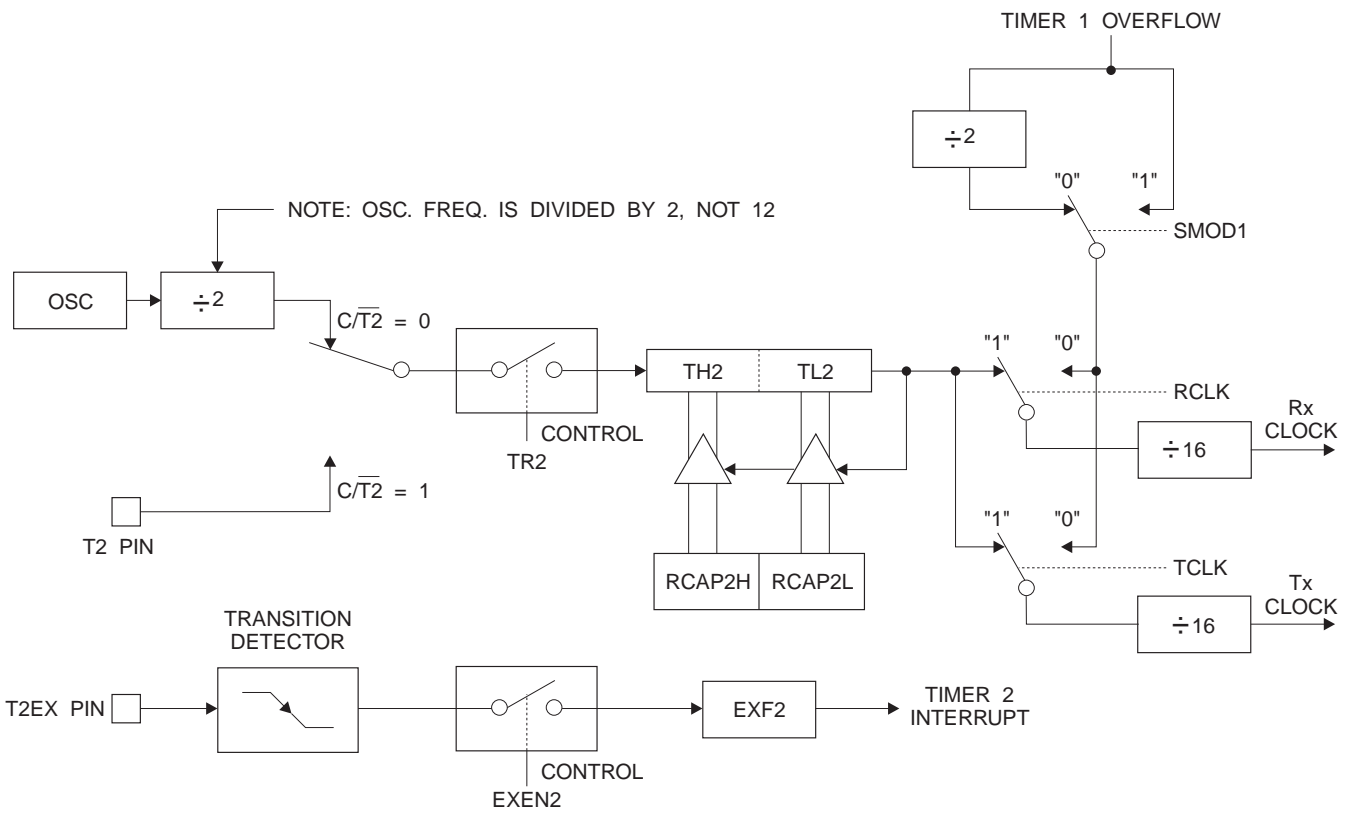 TIMER 1 OVERFLOW
÷2
"0" "1"
NOTE: OSC. FREQ. IS DIVIDED BY 2, NOT 12
SMOD1
OSC
÷2
C/T̅2̅ = 0
"1" "0"
TH2 TL2
RCLK
Rx
CLOCK
÷16
CONTROL
TR2
C/T̅2̅ = 1
T2 PIN
"1" "0"
RCAP2H RCAP2L
TCLK
Tx
CLOCK
÷16
TRANSITION
DETECTOR
T2EX PIN
EXF2
TIMER 2
INTERRUPT
CONTROL
EXEN2